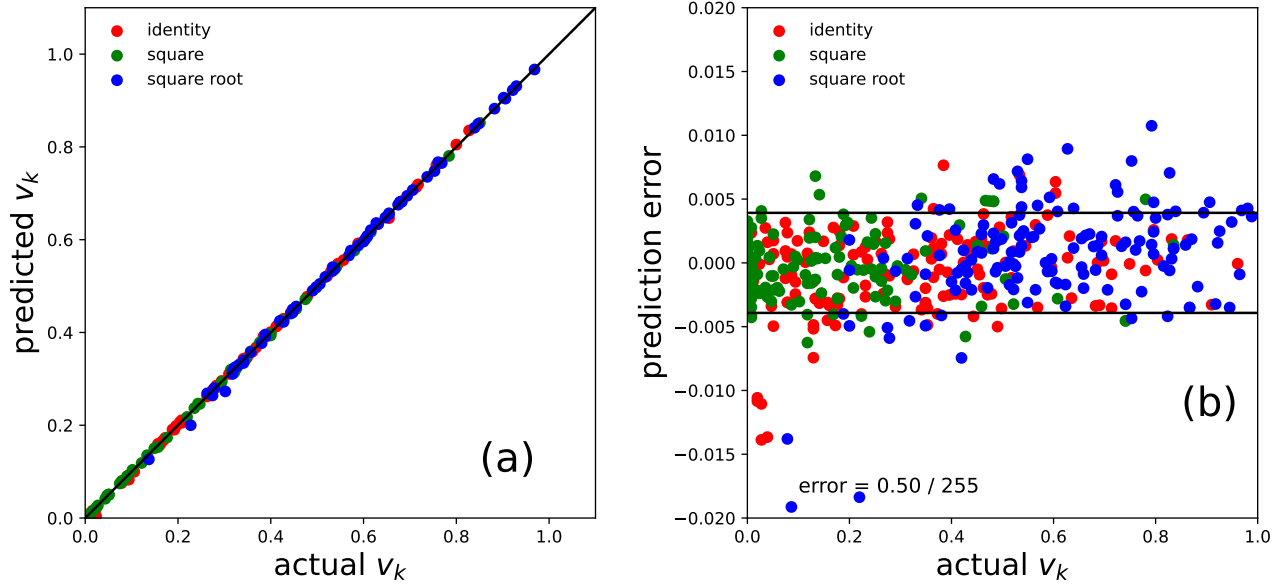 identity
square
square root
1.0
0.8
0.6
0.4
0.2
0.0
0.0 0.2 0.4 0.6 0.8 1.0
predicted v_k
actual v_k
(a)
identity
square
square root
0.020
0.015
0.010
0.005
0.000
−0.005
−0.010
−0.015
−0.020
0.0 0.2 0.4 0.6 0.8 1.0
prediction error
actual v_k
(b)
error = 0.50 / 255